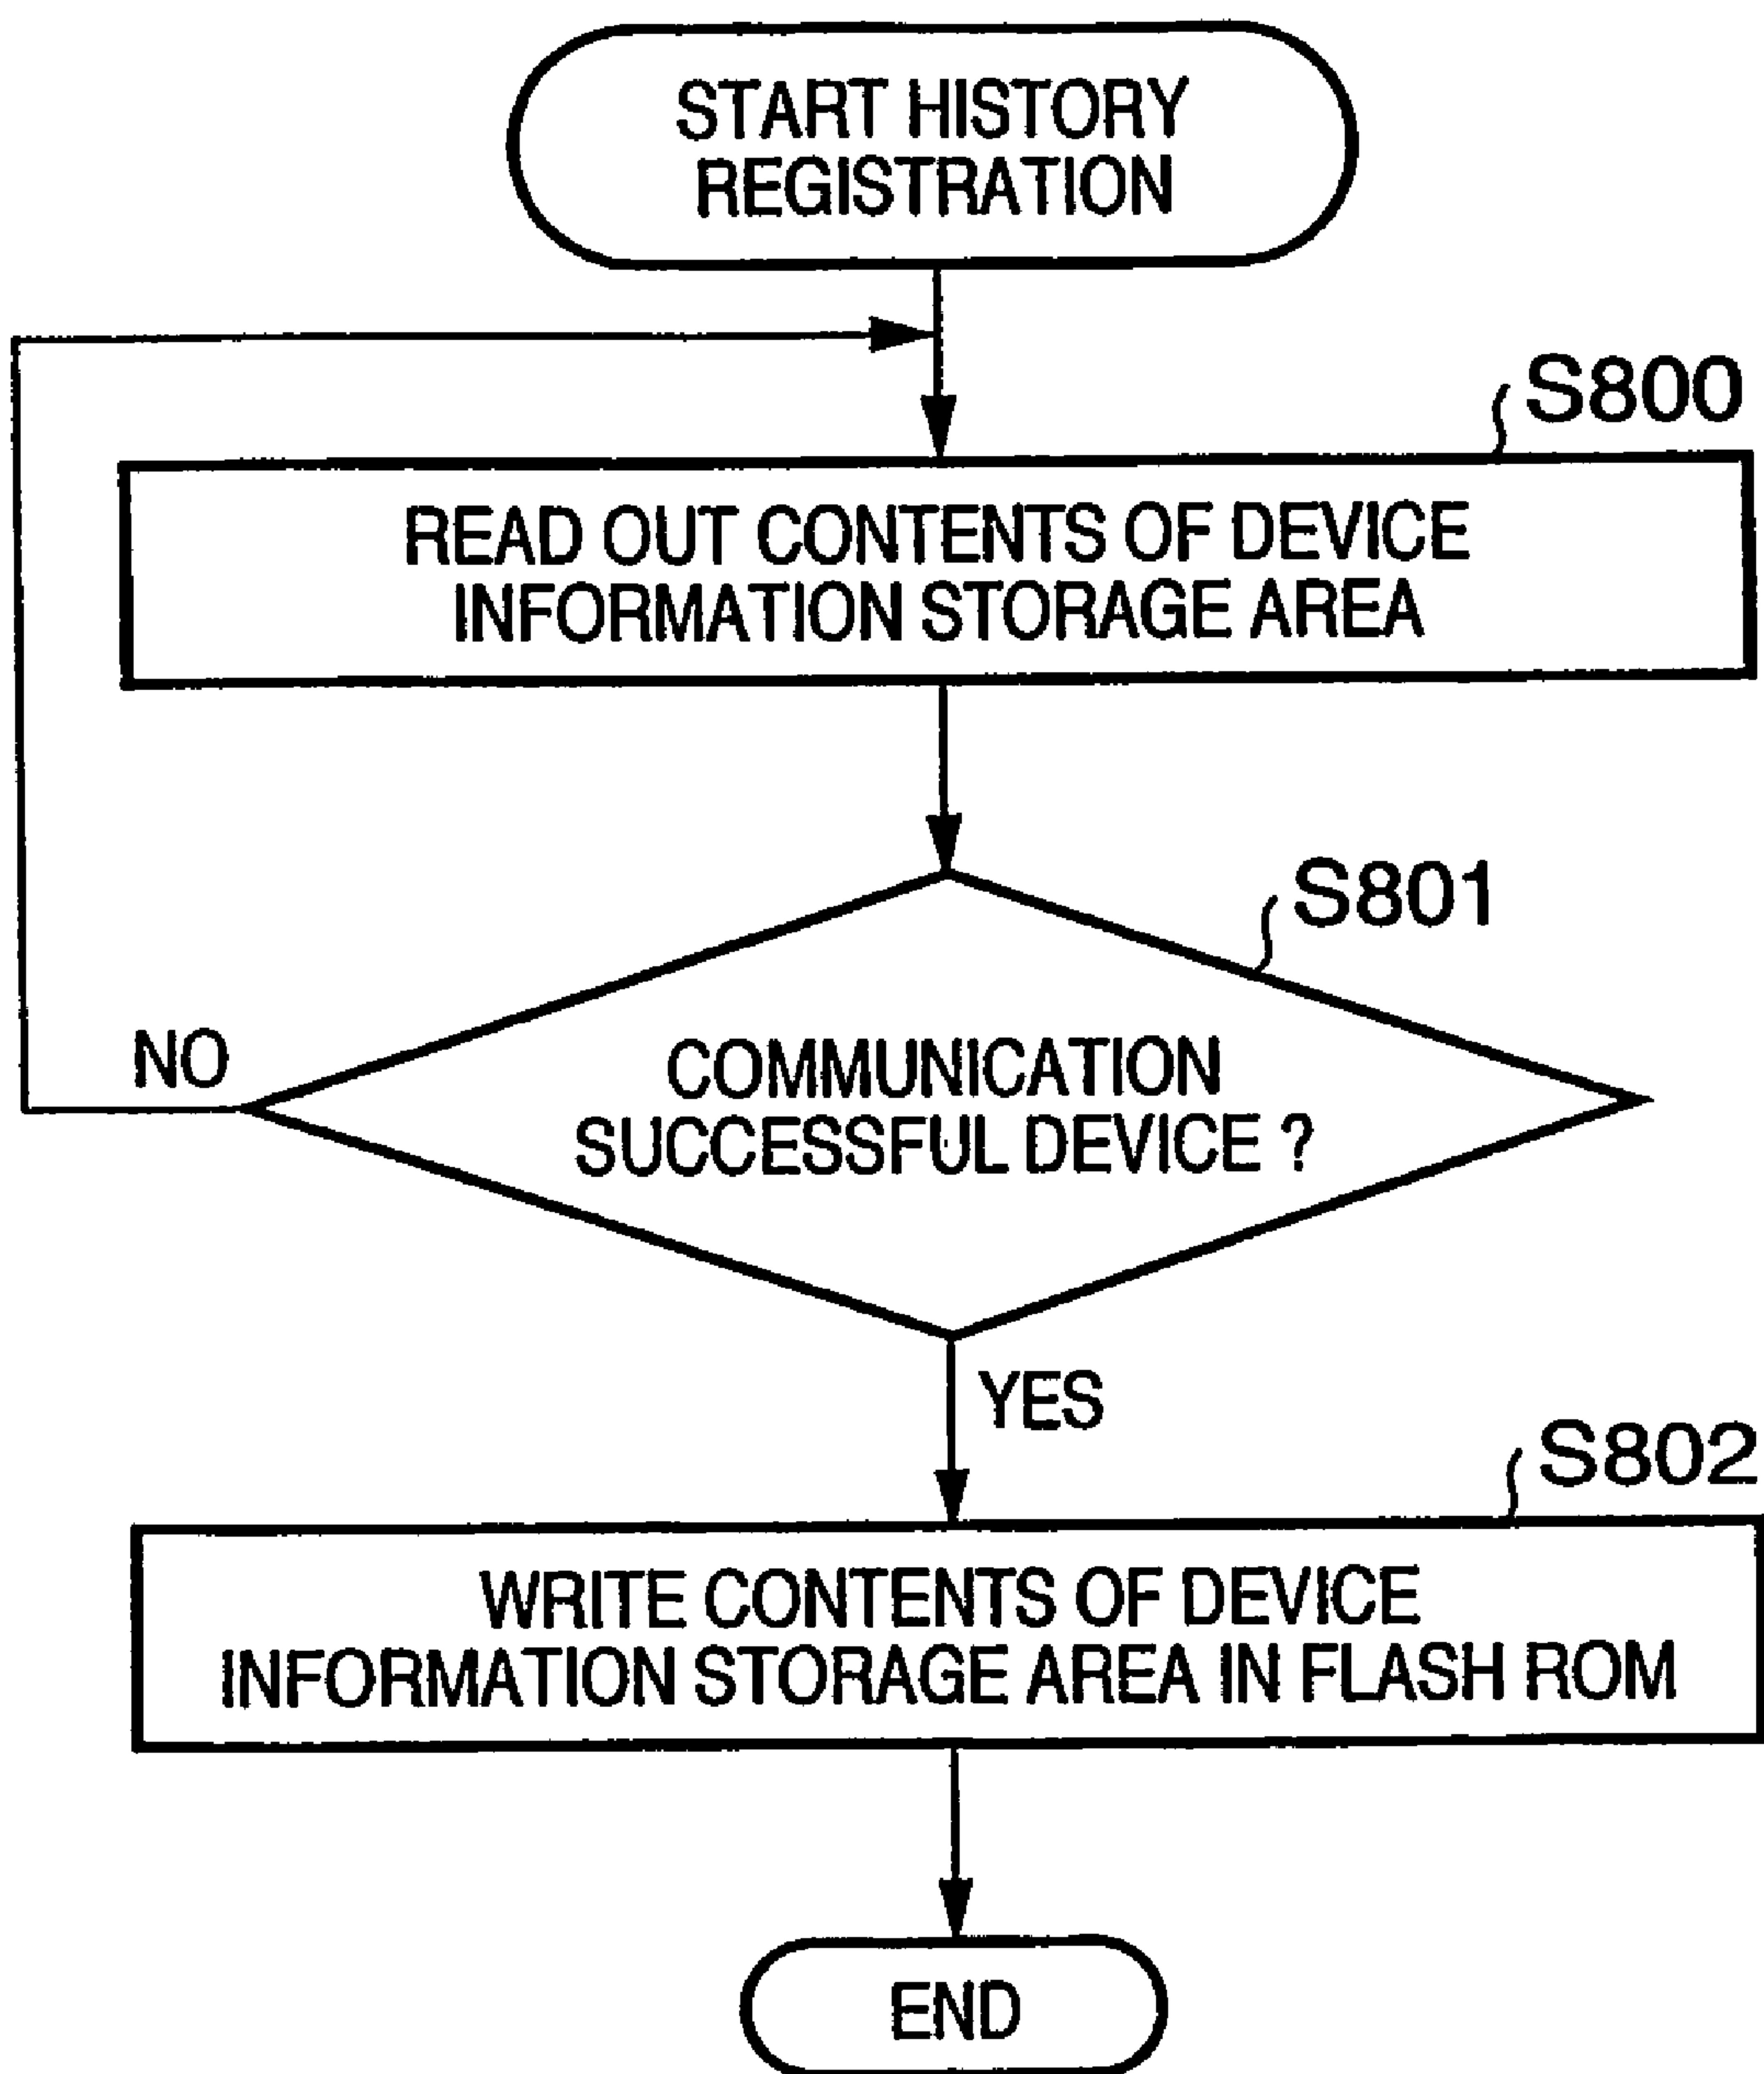 START HISTORY
REGISTRATION
S800
READ OUT CONTENTS OF DEVICE
INFORMATION STORAGE AREA
S801
NO
COMMUNICATION
SUCCESSFUL DEVICE ?
YES
S802
WRITE CONTENTS OF DEVICE
INFORMATION STORAGE AREA IN FLASH ROM
END